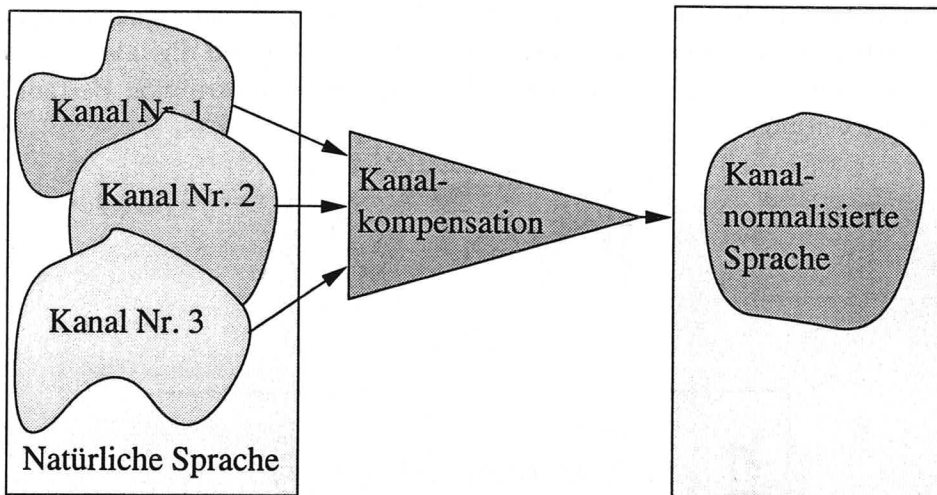 Kanal Nr. 1
Kanal Nr. 2
Kanal Nr. 3
Natürliche Sprache
Kanal-
kompensation
Kanal-
normalisierte
Sprache